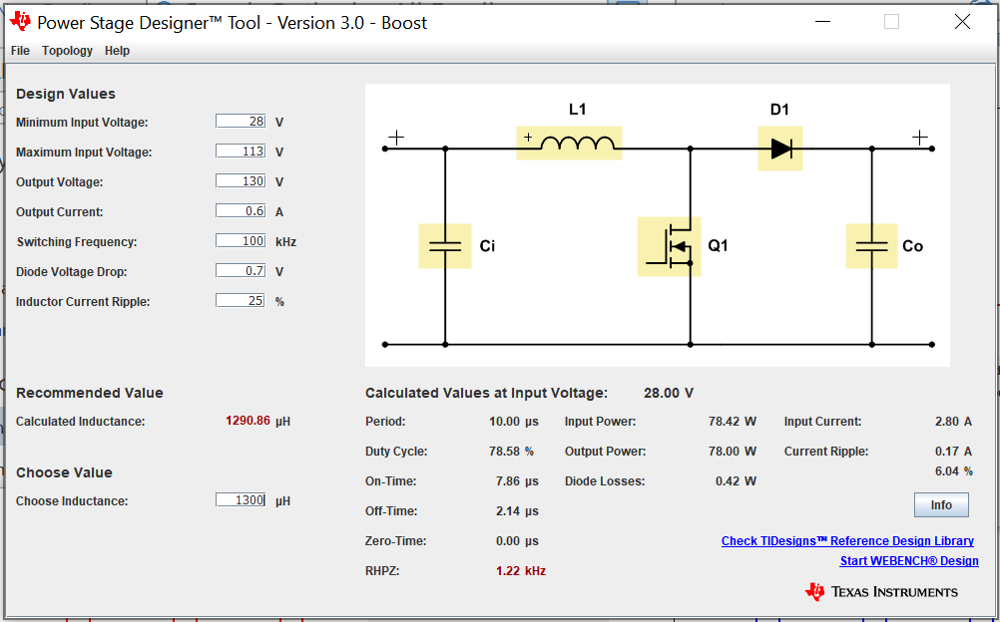 Power Stage Designer™ Tool - Version 3.0 - Boost
File Topology Help
Design Values
Minimum Input Voltage: 28 V
Maximum Input Voltage: 113 V
Output Voltage: 130 V
Output Current: 0.6 A
Switching Frequency: 100 kHz
Diode Voltage Drop: 0.7 V
Inductor Current Ripple: 25 %
L1 D1
+ + +
Ci Q1 Co
Recommended Value
Calculated Inductance: 1290.86 µH
Choose Value
Choose Inductance: 1300 µH
Calculated Values at Input Voltage: 28.00 V
Period: 10.00 µs Input Power: 78.42 W Input Current: 2.80 A
Duty Cycle: 78.58 % Output Power: 78.00 W Current Ripple: 0.17 A
6.04 %
On-Time: 7.86 µs Diode Losses: 0.42 W
Off-Time: 2.14 µs
Zero-Time: 0.00 µs
RHPZ: 1.22 kHz
Info
Check TIDesigns™ Reference Design Library
Start WEBENCH® Design
TEXAS INSTRUMENTS